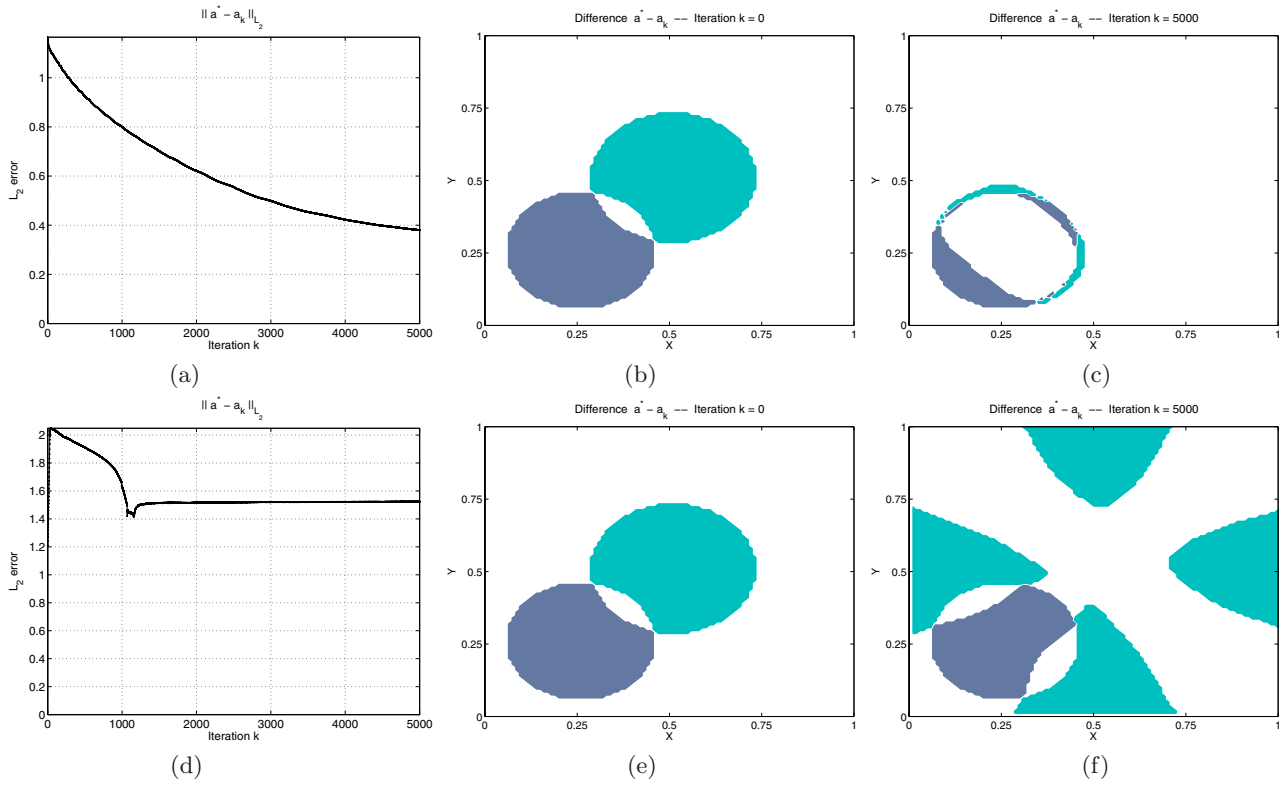 || a* - a_k ||_L2
1
0.8
0.6
0.4
0.2
0
L_2 error
0 1000 2000 3000 4000 5000
Iteration k
(a)
Difference a* - a_k -- Iteration k = 0
1
0.75
0.5
0.25
0
Y
0 0.25 0.5 0.75 1
X
(b)
Difference a* - a_k -- Iteration k = 5000
1
0.75
0.5
0.25
0
Y
0 0.25 0.5 0.75 1
X
(c)
|| a* - a_k ||_L2
2
1.8
1.6
1.4
1.2
1
0.8
0.6
0.4
0.2
0
L_2 error
0 1000 2000 3000 4000 5000
Iteration k
(d)
Difference a* - a_k -- Iteration k = 0
1
0.75
0.5
0.25
0
Y
0 0.25 0.5 0.75 1
X
(e)
Difference a* - a_k -- Iteration k = 5000
1
0.75
0.5
0.25
0
Y
0 0.25 0.5 0.75 1
X
(f)